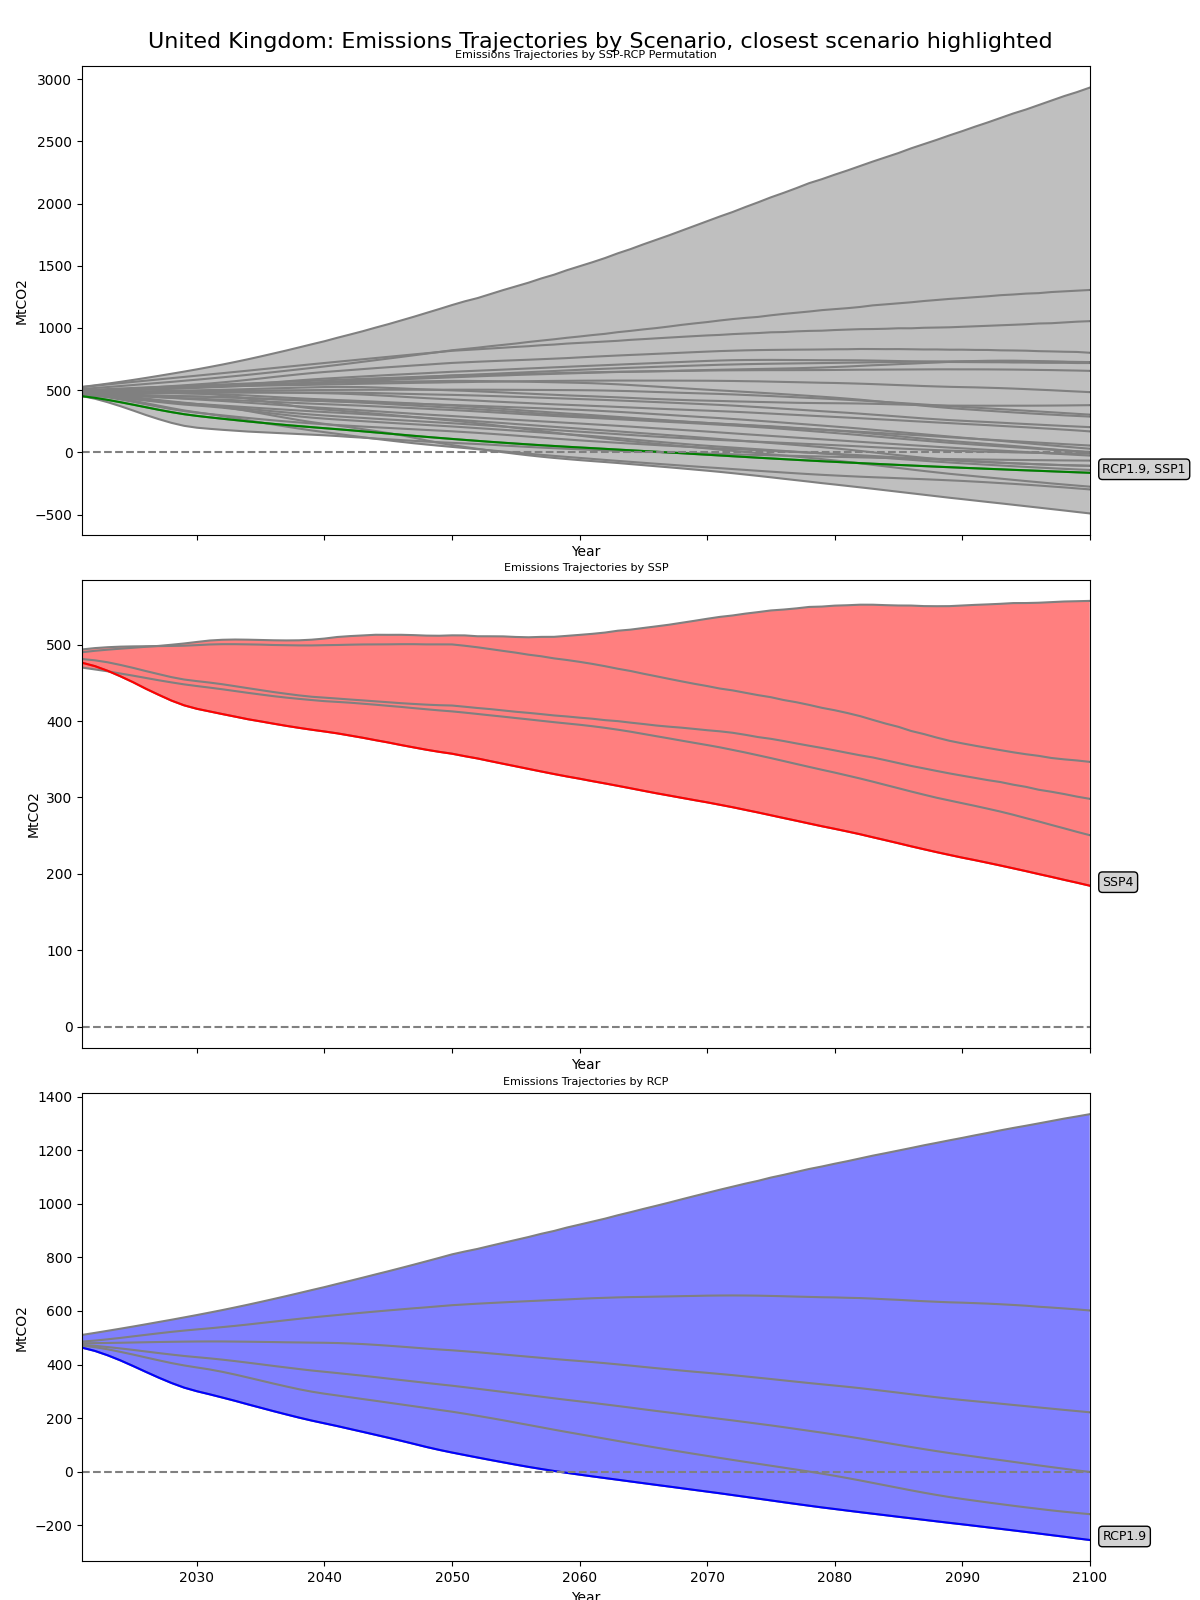 United Kingdom: Emissions Trajectories by Scenario, closest scenario highlighted
Emissions Trajectories by SSP-RCP Permutation
3000
2500
2000
1500
1000
500
0
−500
MtCO2
RCP1.9, SSP1
Year
Emissions Trajectories by SSP
500
400
300
200
100
0
MtCO2
SSP4
Year
Emissions Trajectories by RCP
1400
1200
1000
800
600
400
200
0
−200
MtCO2
RCP1.9
2030 2040 2050 2060 2070 2080 2090 2100
Year